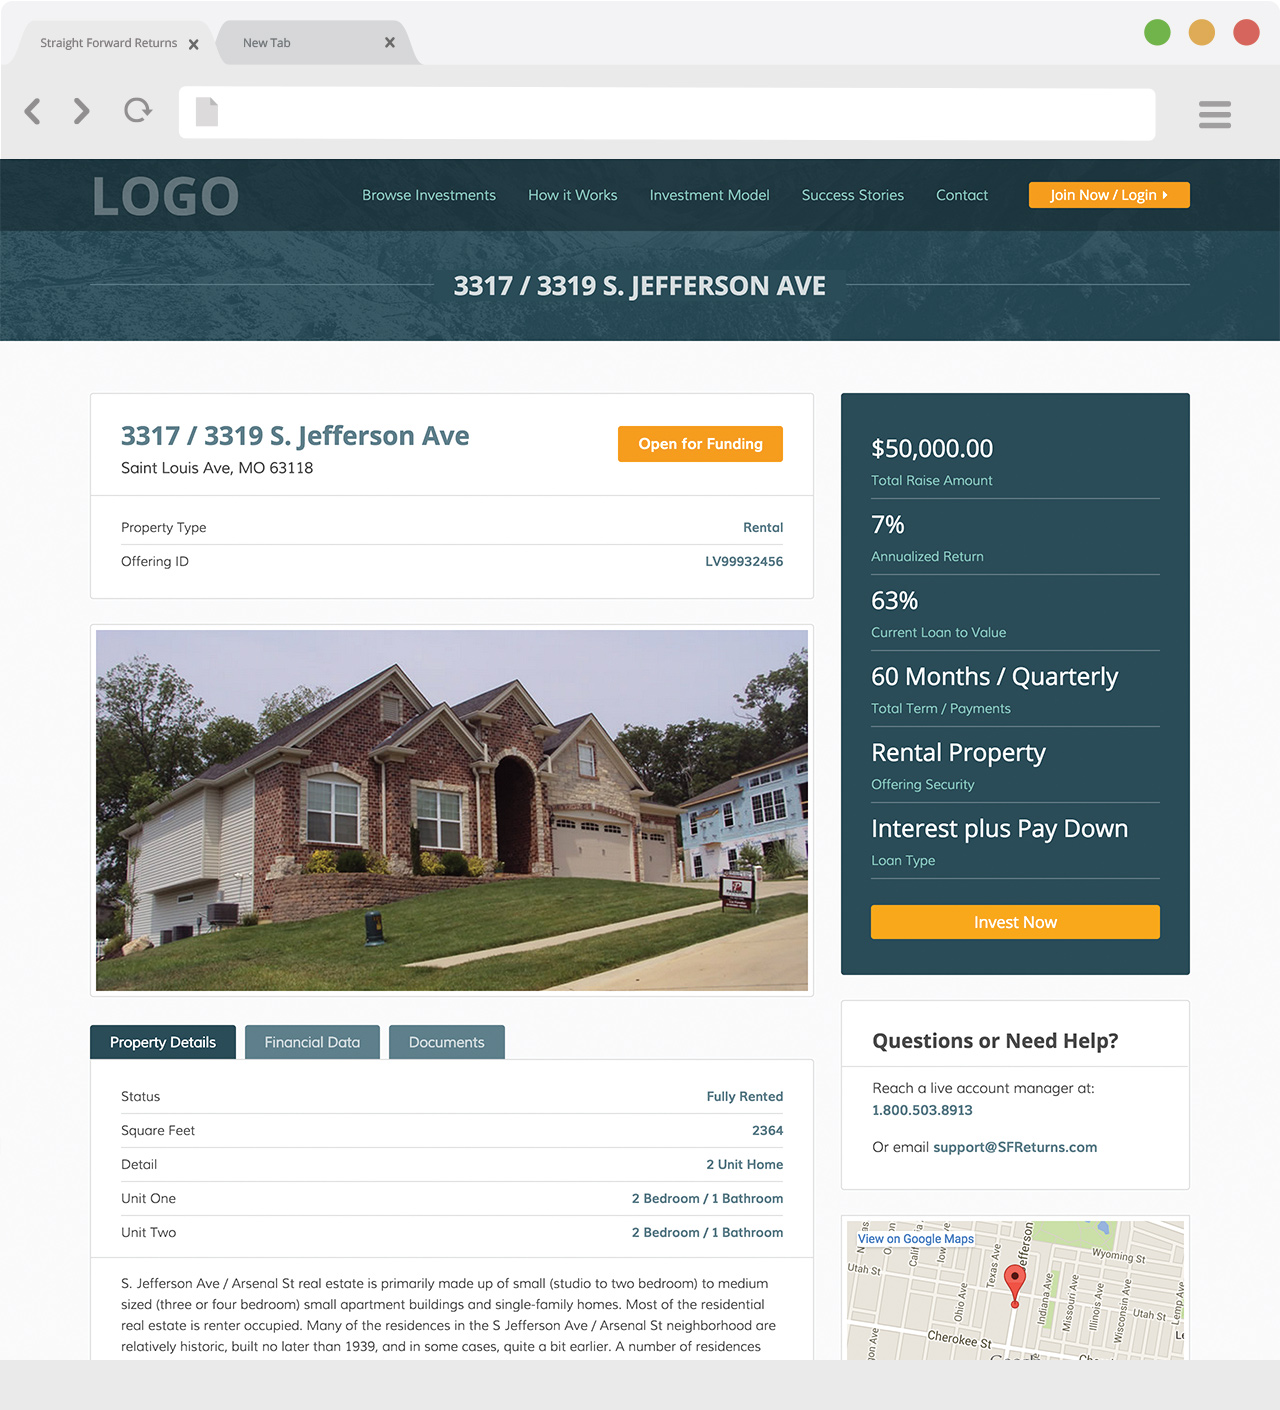 Straight Forward Returns
New Tab
LOGO
Browse Investments
How it Works
Investment Model
Success Stories
Contact
Join Now / Login
3317 / 3319 S. JEFFERSON AVE
3317 / 3319 S. Jefferson Ave
Saint Louis Ave, MO 63118
Open for Funding
Property Type
Rental
Offering ID
LV99932456
Property Details
Financial Data
Documents
Status
Fully Rented
Square Feet
2364
Detail
2 Unit Home
Unit One
2 Bedroom / 1 Bathroom
Unit Two
2 Bedroom / 1 Bathroom
S. Jefferson Ave / Arsenal St real estate is primarily made up of small (studio to two bedroom) to medium
sized (three or four bedroom) small apartment buildings and single-family homes. Most of the residential
real estate is renter occupied. Many of the residences in the S Jefferson Ave / Arsenal St neighborhood are
relatively historic, built no later than 1939, and in some cases, quite a bit earlier. A number of residences
$50,000.00
Total Raise Amount
7%
Annualized Return
63%
Current Loan to Value
60 Months / Quarterly
Total Term / Payments
Rental Property
Offering Security
Interest plus Pay Down
Loan Type
Invest Now
Questions or Need Help?
Reach a live account manager at:
1.800.503.8913
Or email support@SFReturns.com
View on Google Maps
Utah St
Texas Ave
Ohio Ave
Wyoming St
Indiana Ave
Missouri Ave
Illinois Ave
Wisconsin Ave
Utah St
Lemp Ave
Cherokee St